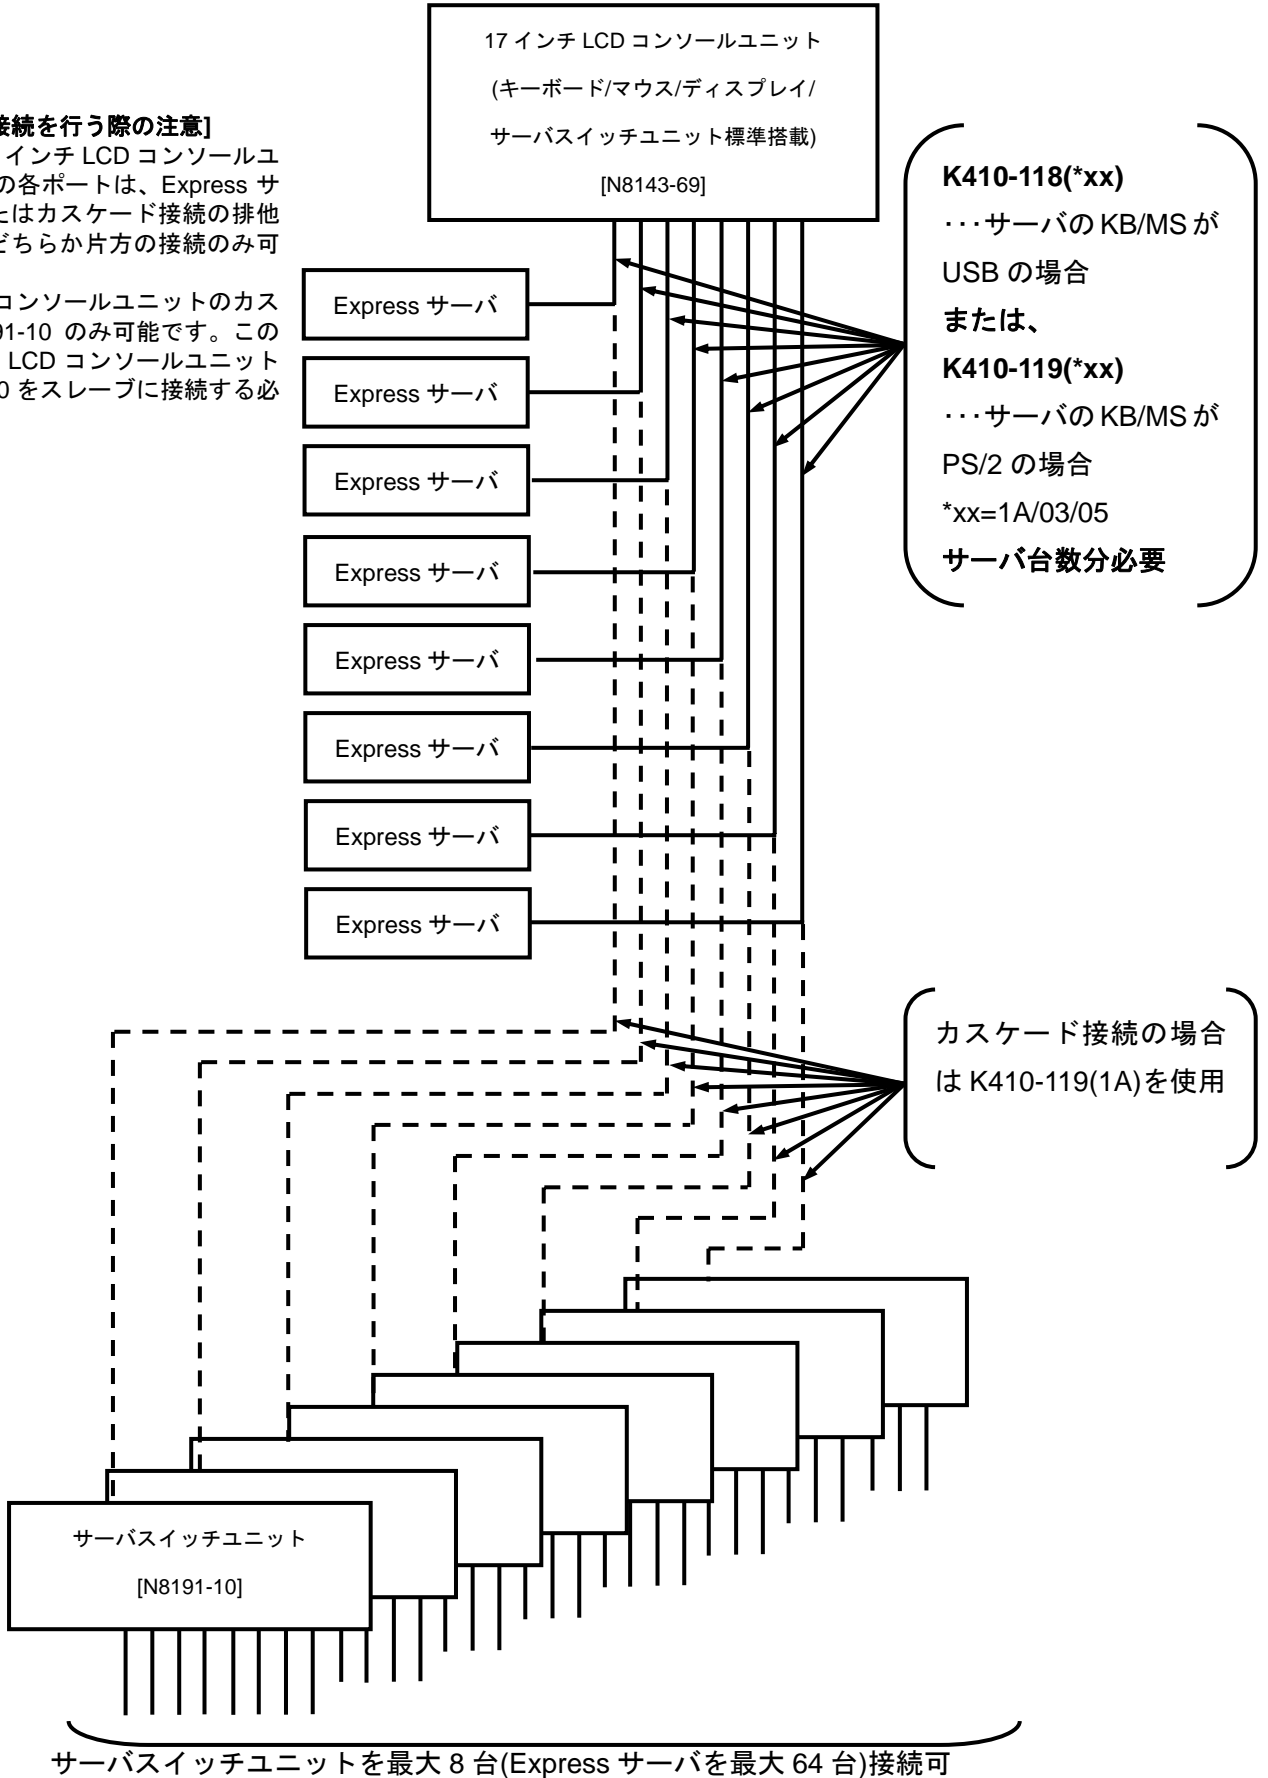 17 インチ LCD コンソールユニット
(キーボード/マウス/ディスプレイ/
サーバスイッチユニット標準搭載)
[N8143-69]
接続を行う際の注意]
インチ LCD コンソールユ
の各ポートは、Express サ
たはカスケード接続の排他
どちらか片方の接続のみ可
コンソールユニットのカス
91-10 のみ可能です。この
LCD コンソールユニット
0 をスレーブに接続する必
K410-118(*xx)
･･･サーバの KB/MS が
USB の場合
または、
K410-119(*xx)
･･･サーバの KB/MS が
PS/2 の場合
*xx=1A/03/05
サーバ台数分必要
Express サーバ
Express サーバ
Express サーバ
Express サーバ
Express サーバ
Express サーバ
Express サーバ
Express サーバ
カスケード接続の場合
は K410-119(1A)を使用
サーバスイッチユニット
[N8191-10]
サーバスイッチユニットを最大 8 台(Express サーバを最大 64 台)接続可